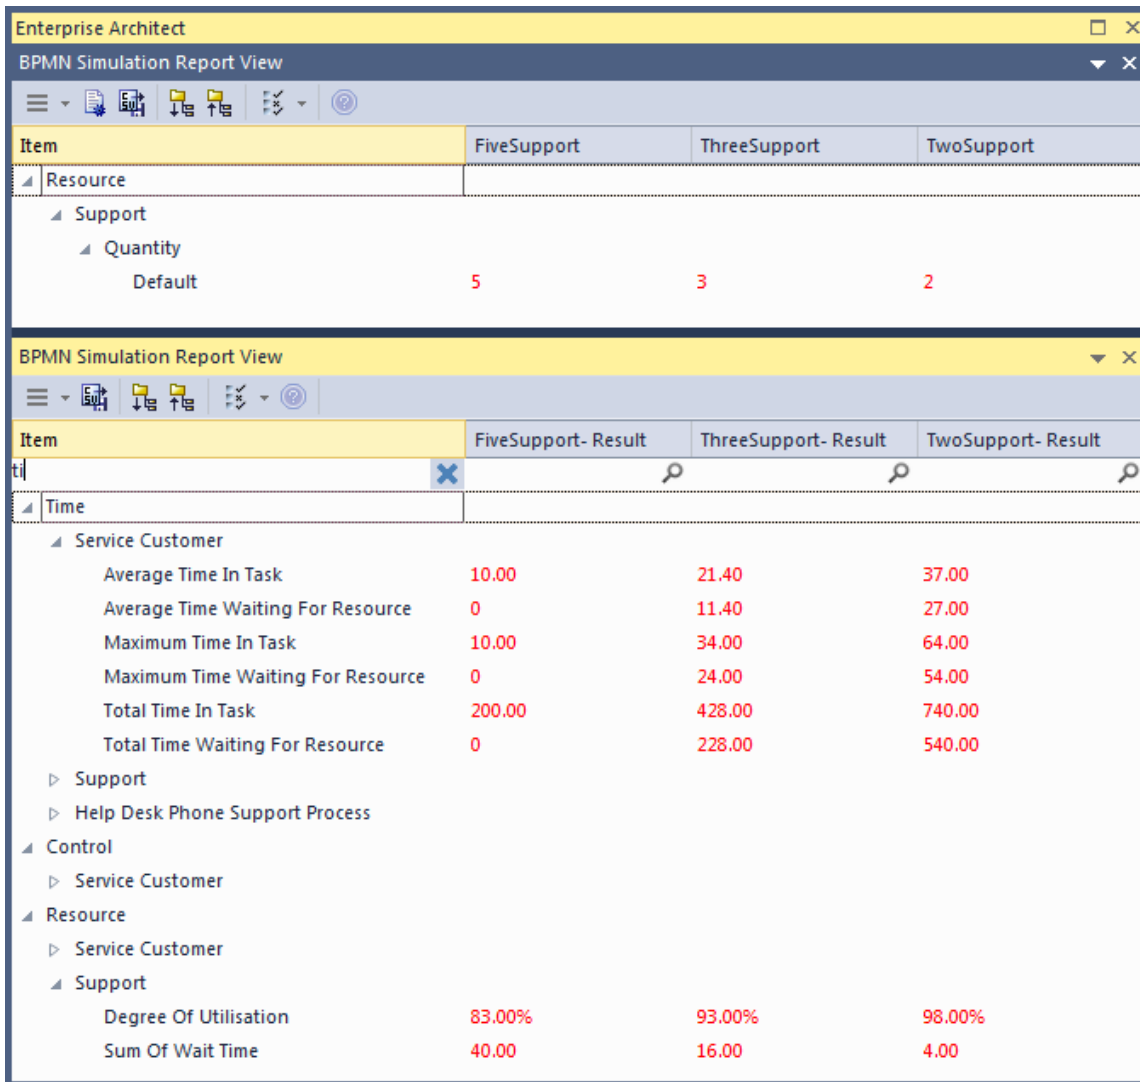 Enterprise Architect
BPMN Simulation Report View
Item FiveSupport ThreeSupport TwoSupport
Resource
Support
Quantity
Default 5 3 2
BPMN Simulation Report View
Item FiveSupport- Result ThreeSupport- Result TwoSupport- Result
ti
Time
Service Customer
Average Time In Task 10.00 21.40 37.00
Average Time Waiting For Resource 0 11.40 27.00
Maximum Time In Task 10.00 34.00 64.00
Maximum Time Waiting For Resource 0 24.00 54.00
Total Time In Task 200.00 428.00 740.00
Total Time Waiting For Resource 0 228.00 540.00
Support
Help Desk Phone Support Process
Control
Service Customer
Resource
Service Customer
Support
Degree Of Utilisation 83.00% 93.00% 98.00%
Sum Of Wait Time 40.00 16.00 4.00